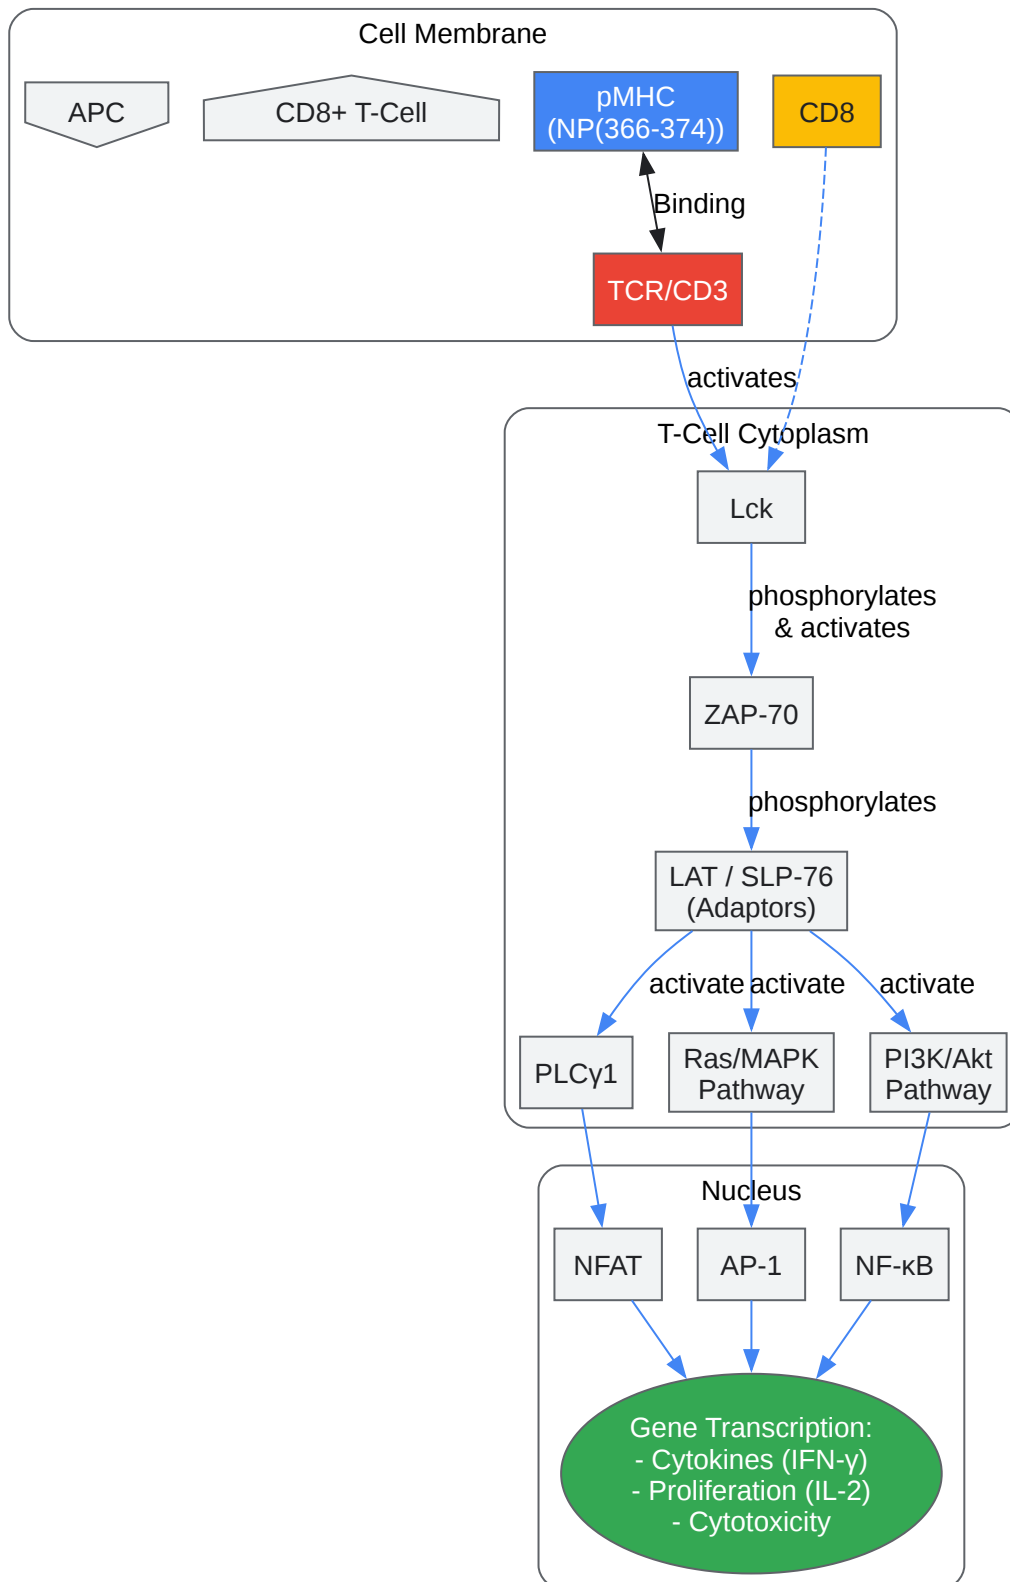 Cell Membrane
APC
CD8+ T-Cell
pMHC
(NP(366-374))
CD8
Binding
TCR/CD3
activates
T-Cell Cytoplasm
Lck
phosphorylates
& activates
ZAP-70
phosphorylates
LAT / SLP-76
(Adaptors)
activate
activate
activate
PLCγ1
Ras/MAPK
Pathway
PI3K/Akt
Pathway
Nucleus
NFAT
AP-1
NF-κB
Gene Transcription:
- Cytokines (IFN-γ)
- Proliferation (IL-2)
- Cytotoxicity